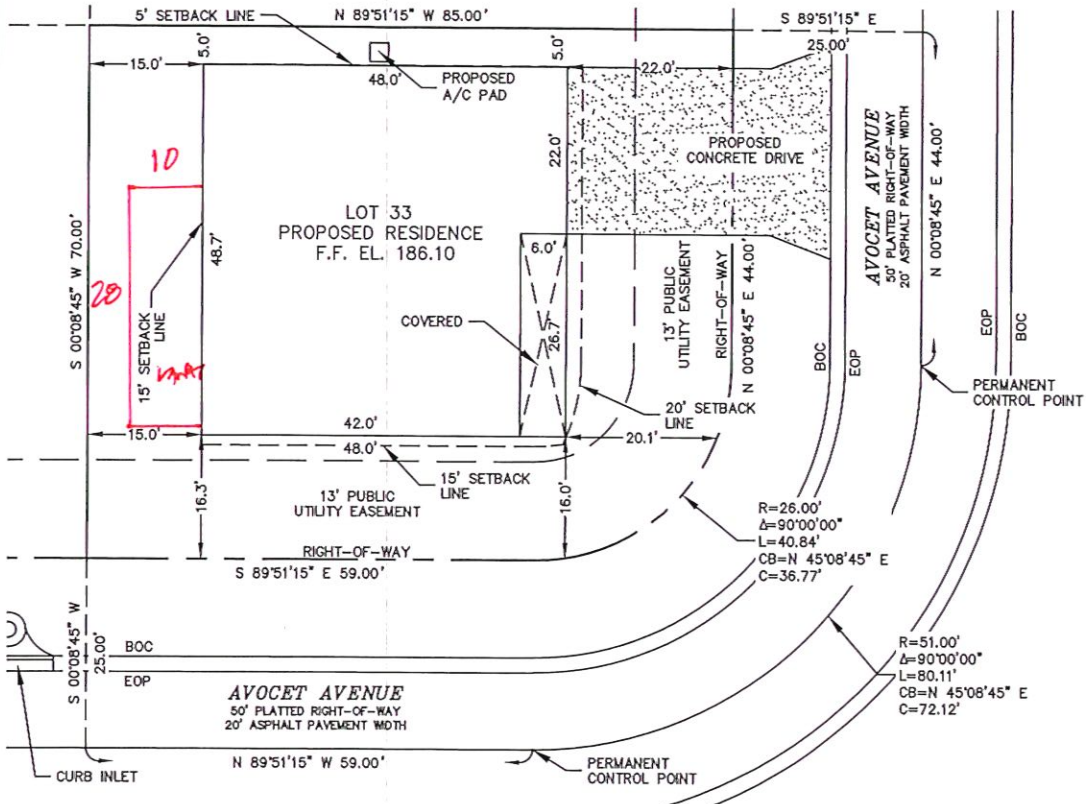 5' SETBACK LINE
N 89°51'15" W 85.00'
S 89°51'15" E
25.00'
15.0'
5.0'
48.0'
PROPOSED
A/C PAD
5.0'
22.0'
PROPOSED
CONCRETE DRIVE
22.0'
AVOCET AVENUE
50' PLATTED RIGHT-OF-WAY
20' ASPHALT PAVEMENT WIDTH
N 00°08'45" E 44.00'
10
LOT 33
PROPOSED RESIDENCE
F.F. EL. 186.10
48.7'
S 00°08'45" W 70.00'
20
15' SETBACK
LINE
6.0'
COVERED
26.7'
13' PUBLIC
UTILITY EASEMENT
RIGHT-OF-WAY
N 00°08'45" E 44.00'
BOC
EOP
EOP
BOC
PERMANENT
CONTROL POINT
20' SETBACK
LINE
15.0'
42.0'
48.0'
20.1'
15' SETBACK
LINE
16.3'
13' PUBLIC
UTILITY EASEMENT
16.0'
RIGHT-OF-WAY
S 89°51'15" E 59.00'
R=26.00'
Δ=90°00'00"
L=40.84'
CB=N 45°08'45" E
C=36.77'
S 00°08'45" W
25.00'
BOC
EOP
AVOCET AVENUE
50' PLATTED RIGHT-OF-WAY
20' ASPHALT PAVEMENT WIDTH
R=51.00'
Δ=90°00'00"
L=80.11'
CB=N 45°08'45" E
C=72.12'
N 89°51'15" W 59.00'
CURB INLET
PERMANENT
CONTROL POINT